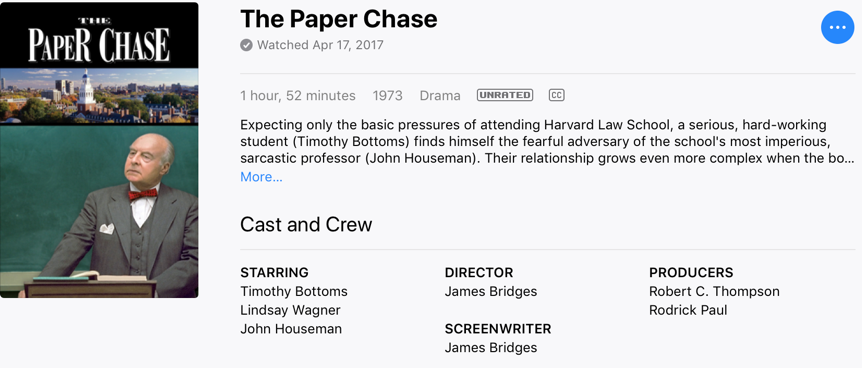 THE
PAPER CHASE
The Paper Chase
Watched Apr 17, 2017
1 hour, 52 minutes 1973 Drama UNRATED CC
Expecting only the basic pressures of attending Harvard Law School, a serious, hard-working
student (Timothy Bottoms) finds himself the fearful adversary of the school's most imperious,
sarcastic professor (John Houseman). Their relationship grows even more complex when the bo...
More...
Cast and Crew
STARRING
Timothy Bottoms
Lindsay Wagner
John Houseman
DIRECTOR
James Bridges
SCREENWRITER
James Bridges
PRODUCERS
Robert C. Thompson
Rodrick Paul